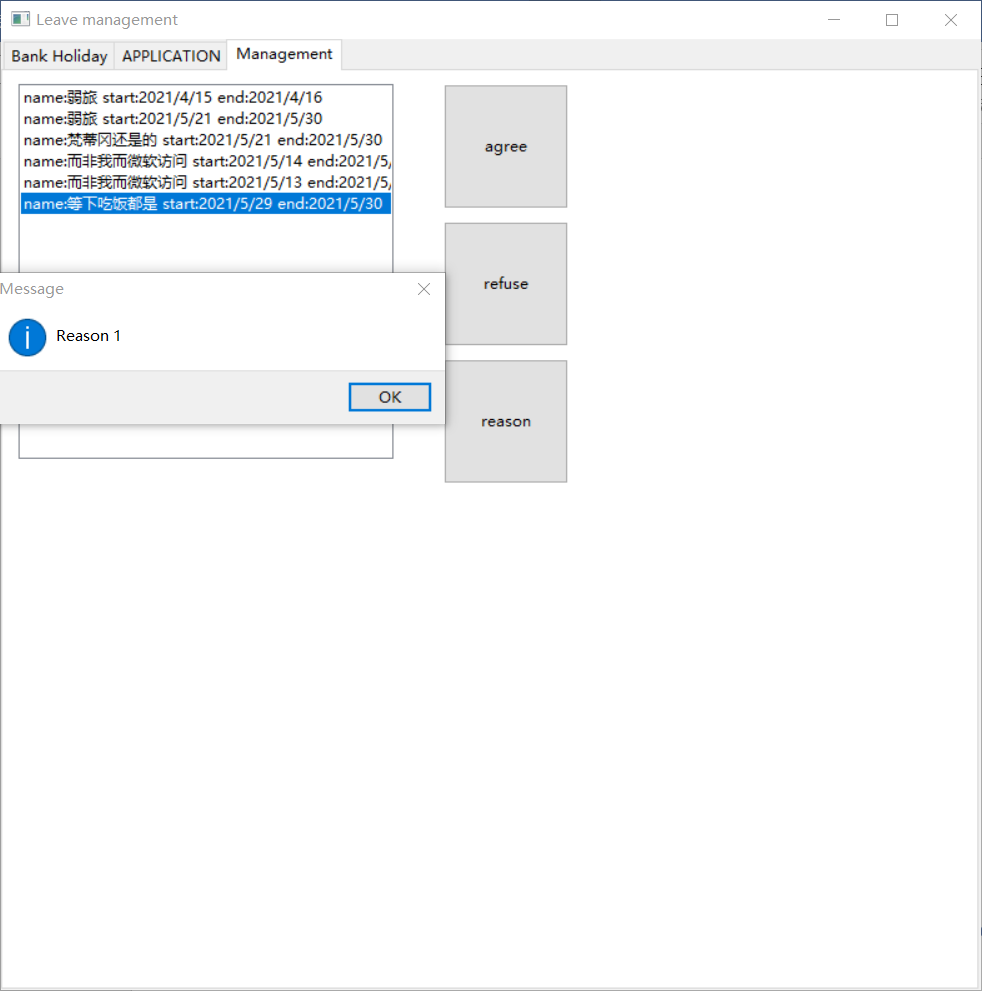 Leave management
Bank Holiday APPLICATION Management
name:弱旅 start:2021/4/15 end:2021/4/16
name:弱旅 start:2021/5/21 end:2021/5/30
name:梵蒂冈还是的 start:2021/5/21 end:2021/5/30
name:而非我而微软访问 start:2021/5/14 end:2021/5/
name:而非我而微软访问 start:2021/5/13 end:2021/5/
name:等下吃饭都是 start:2021/5/29 end:2021/5/30
agree
refuse
Message
Reason 1
OK
reason